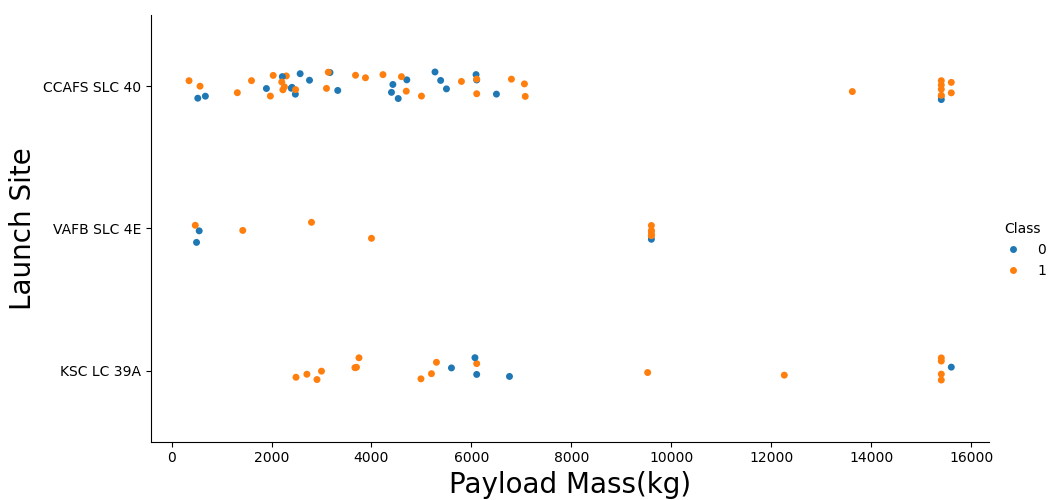 CCAFS SLC 40
VAFB SLC 4E
KSC LC 39A
Launch Site
0 2000 4000 6000 8000 10000 12000 14000 16000
Payload Mass(kg)
Class
0
1